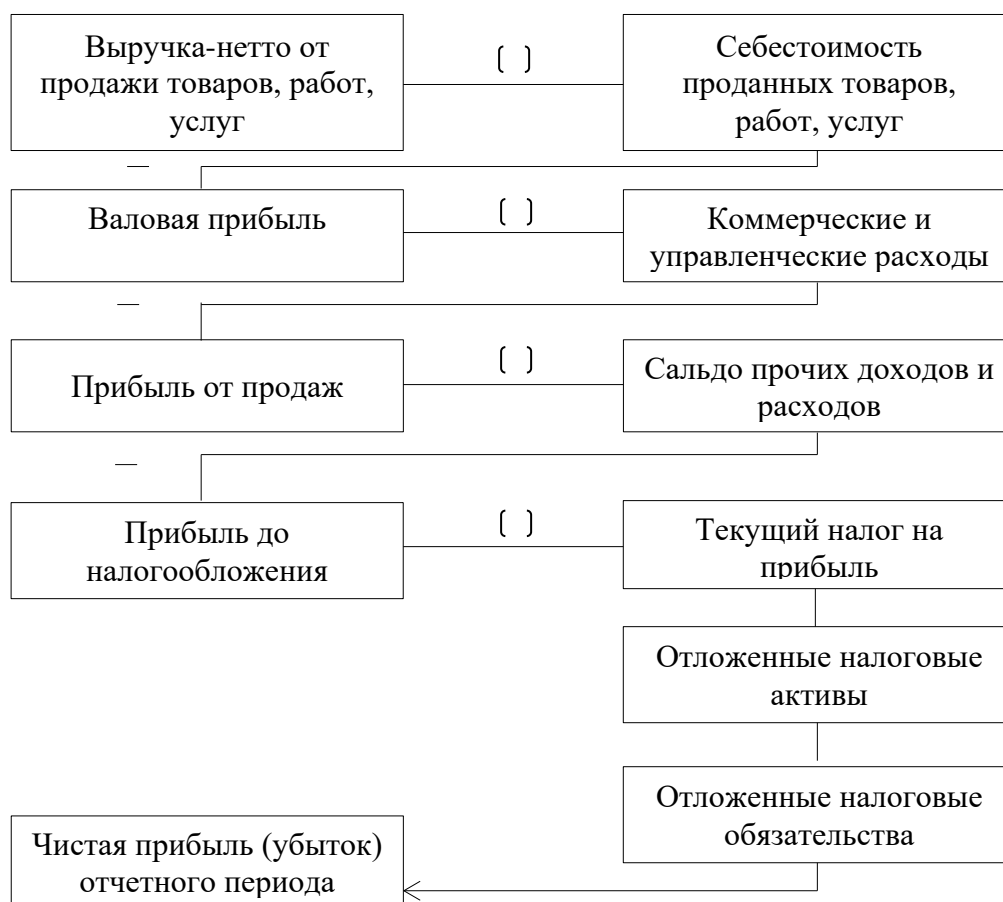 Выручка-нетто от
продажи товаров, работ,
услуг
( )
Себестоимость
проданных товаров,
работ, услуг
—
Валовая прибыль
( )
Коммерческие и
управленческие расходы
—
Прибыль от продаж
( )
Сальдо прочих доходов и
расходов
—
Прибыль до
налогообложения
( )
Текущий налог на
прибыль
Отложенные налоговые
активы
Отложенные налоговые
обязательства
Чистая прибыль (убыток)
отчетного периода